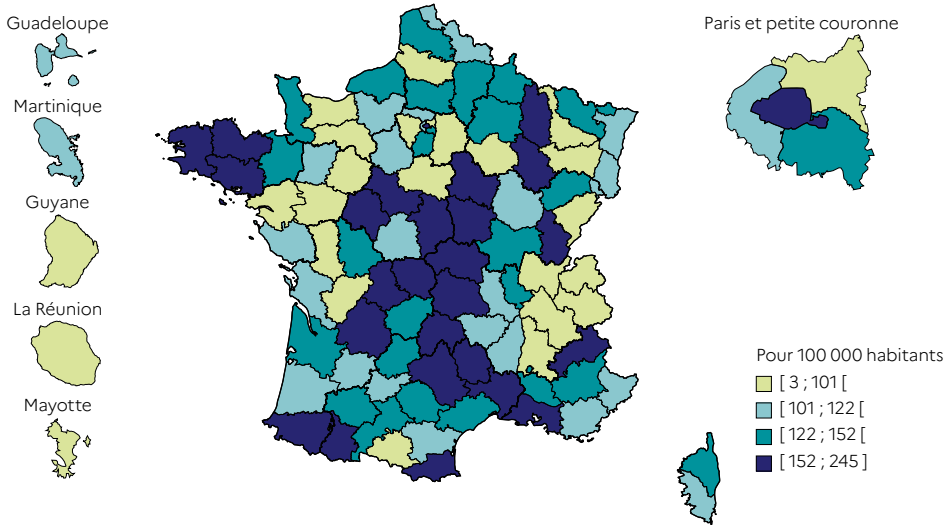 Guadeloupe
Martinique
Guyane
La Réunion
Mayotte
Paris et petite couronne
Pour 100 000 habitants
[ 3 ; 101 [
[ 101 ; 122 [
[ 122 ; 152 [
[ 152 ; 245 ]